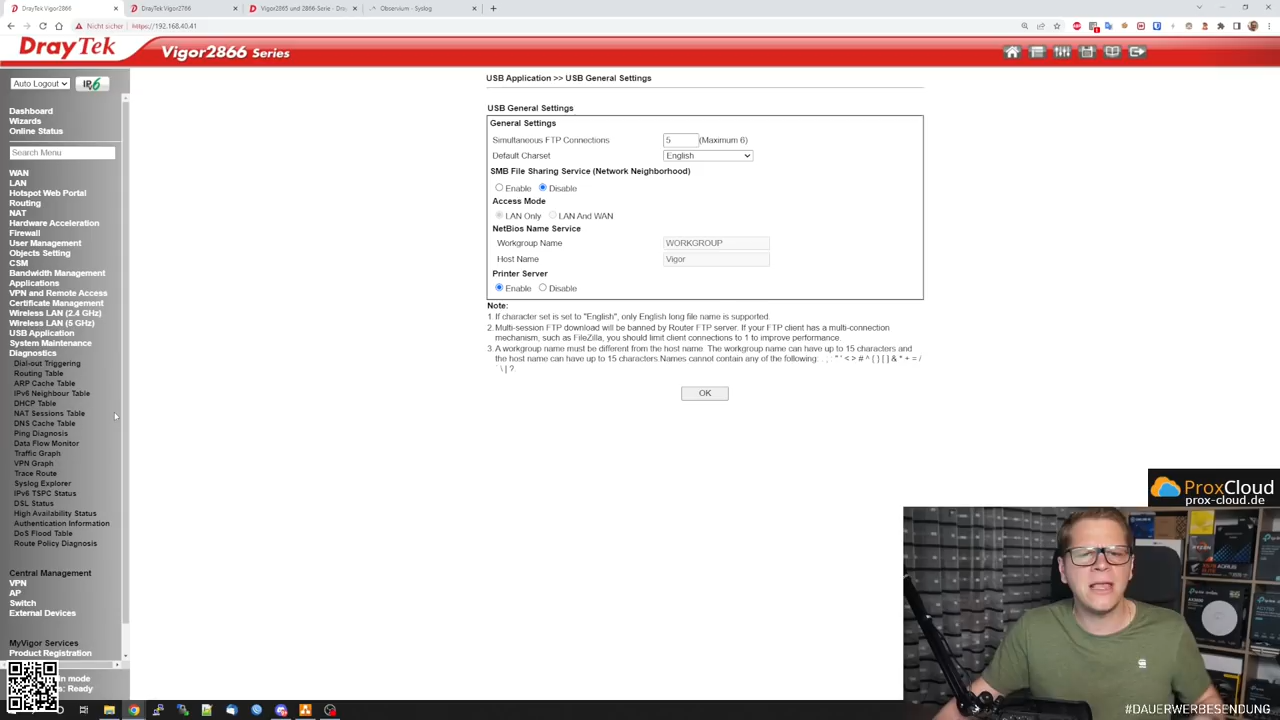 DrayTek Vigor2866
DrayTek Vigor2766
Vigor2865 und 2866-Serie - Dra
Observium - Syslog
Nicht sicher
https://192.168.40.41
DrayTek
Vigor2866 Series
Auto Logout
IPv6
Dashboard
Wizards
Online Status
Search Menu
WAN
LAN
Hotspot Web Portal
Routing
NAT
Hardware Acceleration
Firewall
User Management
Objects Setting
CSM
Bandwidth Management
Applications
VPN and Remote Access
Certificate Management
Wireless LAN (2.4 GHz)
Wireless LAN (5 GHz)
USB Application
System Maintenance
Diagnostics
Dial-out Triggering
Routing Table
ARP Cache Table
IPv6 Neighbour Table
DHCP Table
NAT Sessions Table
DNS Cache Table
Ping Diagnosis
Data Flow Monitor
Traffic Graph
VPN Graph
Trace Route
Syslog Explorer
IPv6 TSPC Status
DSL Status
High Availability Status
Authentication Information
DoS Flood Table
Route Policy Diagnosis
Central Management
VPN
AP
Switch
External Devices
MyVigor Services
Product Registration
in mode
s: Ready
USB Application >> USB General Settings
USB General Settings
General Settings
Simultaneous FTP Connections 5 (Maximum 6)
Default Charset English
SMB File Sharing Service (Network Neighborhood)
Enable Disable
Access Mode
LAN Only LAN And WAN
NetBios Name Service
Workgroup Name WORKGROUP
Host Name Vigor
Printer Server
Enable Disable
Note:
1. If character set is set to "English", only English long file name is supported.
2. Multi-session FTP download will be banned by Router FTP server. If your FTP client has a multi-connection
mechanism, such as FileZilla, you should limit client connections to 1 to improve performance.
3. A workgroup name must be different from the host name. The workgroup name can have up to 15 characters and
the host name can have up to 15 characters.Names cannot contain any of the following: . , : " ' < > # ^ { } [ ] & * + = /
\ | ?.
OK
ProxCloud
prox-cloud.de
RYZEN
AORUS
#DAUERWERBESENDUNG